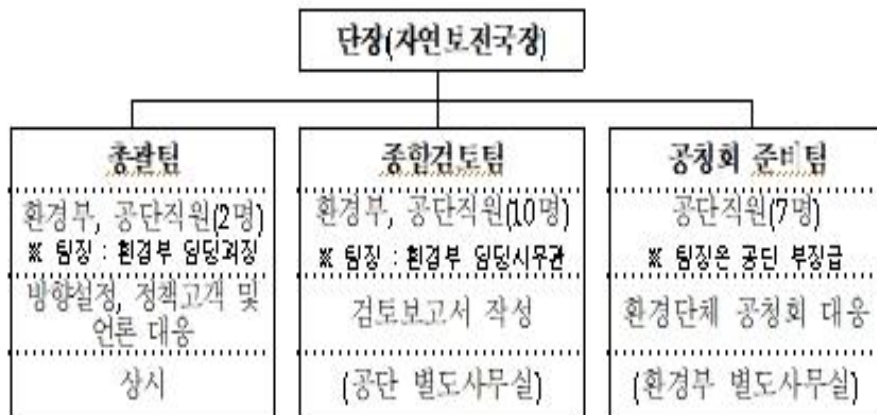 단장(자연보전국장)
총괄팀
환경부, 공단직원(2명)
※ 팀장 : 환경부 담당과장
방향설정, 정책고객 및
언론 대응
상시
종합검토팀
환경부, 공단직원(10명)
※ 팀장 : 환경부 담당사무관
검토보고서 작성
(공단 별도사무실)
공청회 준비팀
공단직원(7명)
※ 팀장은 공단 부장급
환경단체 공청회 대응
(환경부 별도사무실)